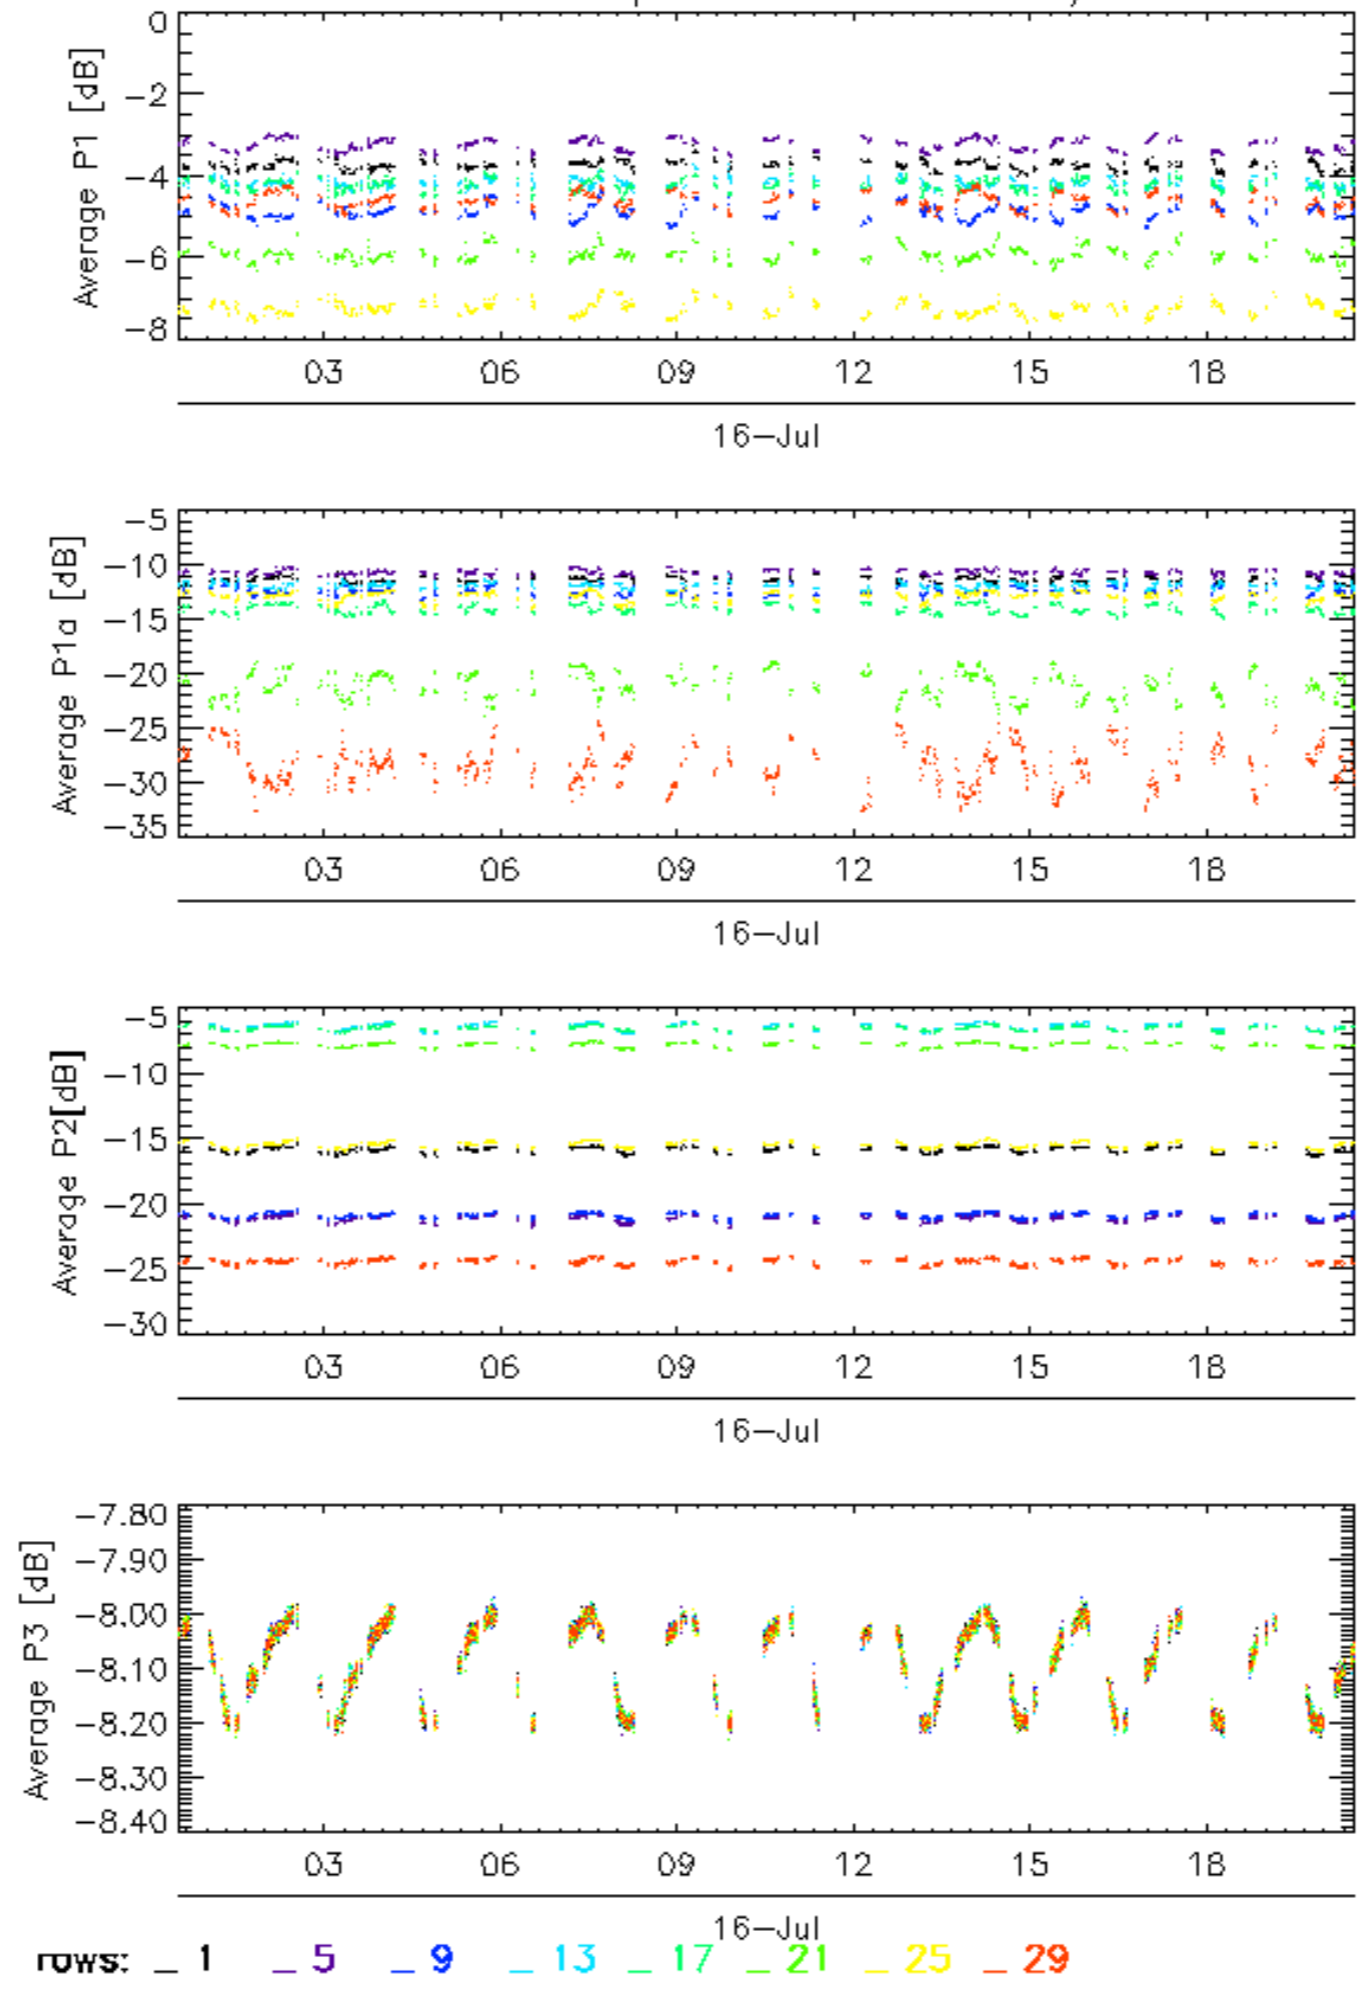 Average P1 [dB]
0
−2
−4
−6
−8
03 06 09 12 15 18
16−Jul
Average P1a [dB]
−5
−10
−15
−20
−25
−30
−35
03 06 09 12 15 18
16−Jul
Average P2[dB]
−5
−10
−15
−20
−25
−30
03 06 09 12 15 18
16−Jul
Average P3 [dB]
−7.80
−7.90
−8.00
−8.10
−8.20
−8.30
−8.40
03 06 09 12 15 18
16−Jul
rows: _ 1 _ 5 _ 9 _ 13 _ 17 _ 21 _ 25 _ 29